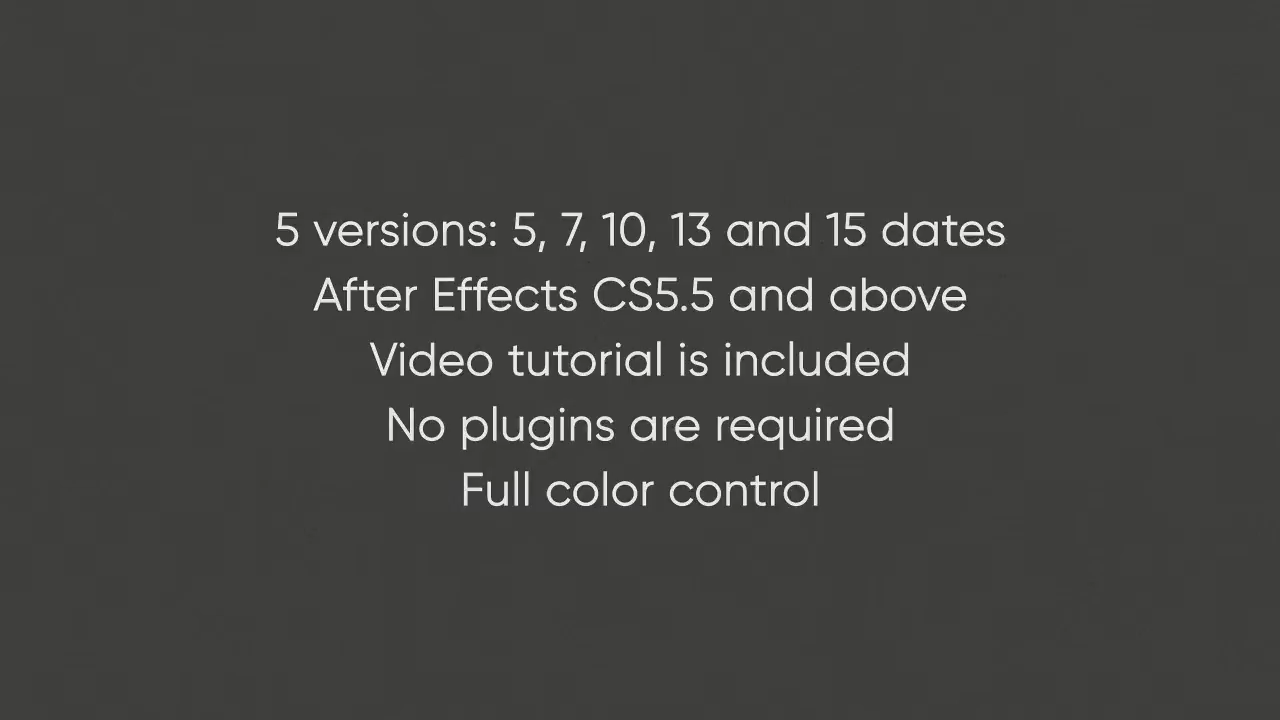 5 versions: 5, 7, 10, 13 and 15 dates
After Effects CS5.5 and above
Video tutorial is included
No plugins are required
Full color control